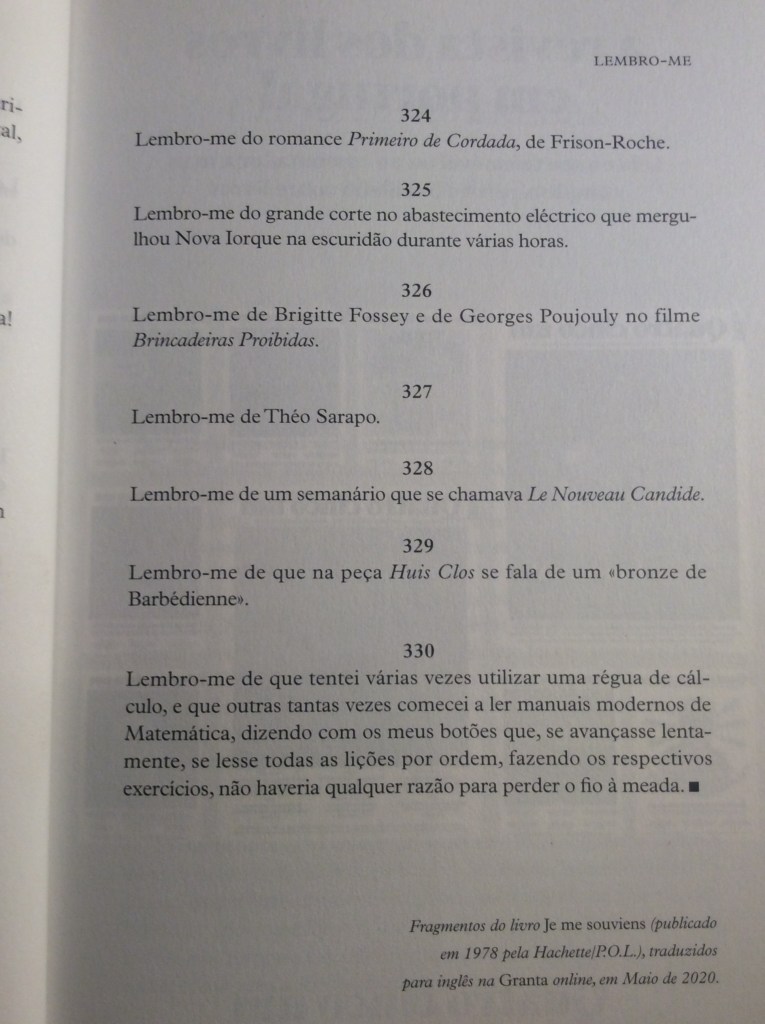 ri-
al,
a!
LEMBRO-ME
324
Lembro-me do romance Primeiro de Cordada, de Frison-Roche.
325
Lembro-me do grande corte no abastecimento eléctrico que mergu-
lhou Nova Iorque na escuridão durante várias horas.
326
Lembro-me de Brigitte Fossey e de Georges Poujouly no filme
Brincadeiras Proibidas.
327
Lembro-me de Théo Sarapo.
328
Lembro-me de um semanário que se chamava Le Nouveau Candide.
329
Lembro-me de que na peça Huis Clos se fala de um «bronze de
Barbédienne».
330
Lembro-me de que tentei várias vezes utilizar uma régua de cál-
culo, e que outras tantas vezes comecei a ler manuais modernos de
Matemática, dizendo com os meus botões que, se avançasse lenta-
mente, se lesse todas as lições por ordem, fazendo os respectivos
exercícios, não haveria qualquer razão para perder o fio à meada. ■
Fragmentos do livro Je me souviens (publicado
em 1978 pela Hachette/P.O.L.), traduzidos
para inglês na Granta online, em Maio de 2020.